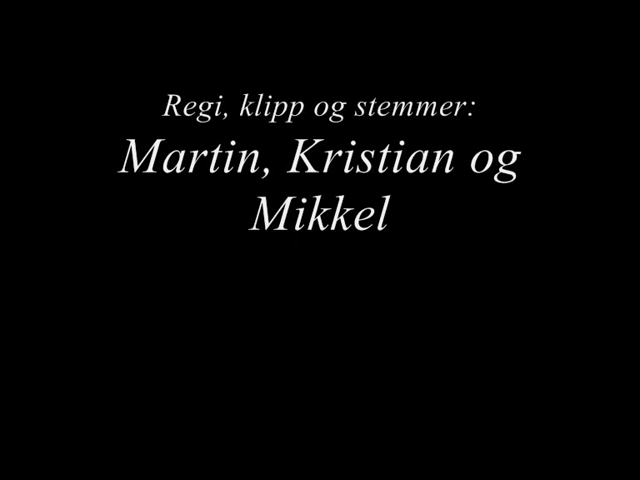 Regi, klipp og stemmer:
Martin, Kristian og
Mikkel